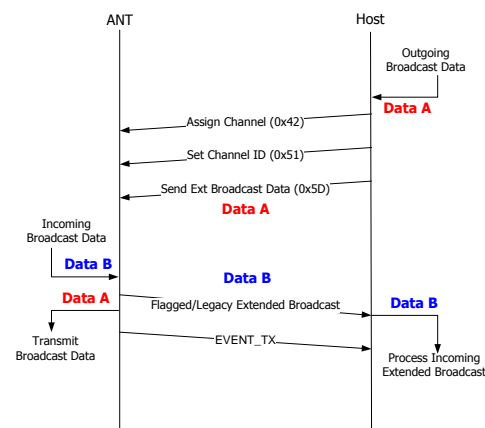 ANT
Host
Outgoing
Broadcast Data
Data A
Assign Channel (0x42)
Set Channel ID (0x51)
Send Ext Broadcast Data (0x5D)
Data A
Incoming
Broadcast Data
Data B
Data B
Data A
Flagged/Legacy Extended Broadcast
Data B
Transmit
Broadcast Data
EVENT_TX
Process Incoming
Extended Broadcast